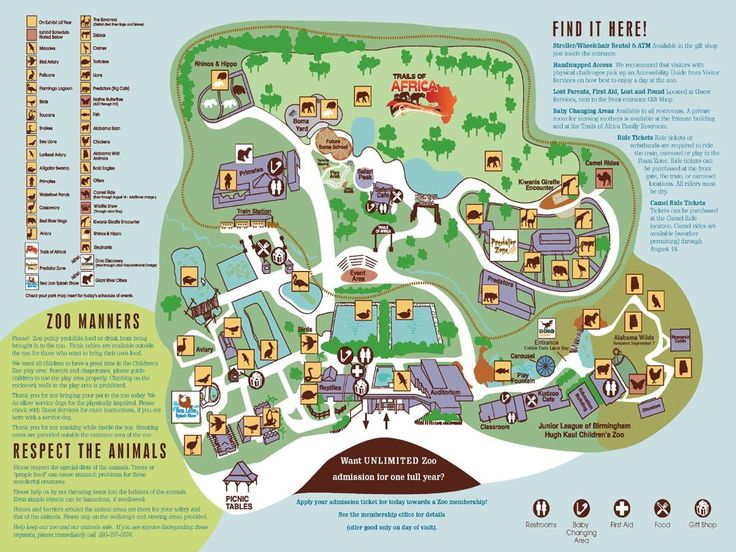 On Exhibit all Year
Exhibit Schedule
Noted Below
Macaws
Red Aviary
Pelicans
Flamingo Lagoon
Birds
Toucans
Snakes
Sea Lions
Lorikeet Aviary
Alligator Swamp
Primates
Waterfowl Ponds
Cassowary
Red River Hogs
Aviary
Trails of Africa
Predator Zone
Sea Lion Splash Show
The Savanna
Zebras
Cranes
Tortoises
Lions
Predators (Big Cats)
Native Butterflies
Fish
Alabama Barn
Chickens
Alabama Wild
Animals
Bald Eagles
Otters
Camel Ride
Wildlife Show
Kiwanis Giraffe Encounter
Rhinos & Hippo
Elephants
Dino Discovery
Giant River Otters
Check your park map insert for today's schedule of events.
ZOO MANNERS
Please! Zoo policy prohibits food or drink from being
brought in to the zoo. Picnic tables are available outside
the zoo for those who want to bring their own food.
We want all children to have a great time in the Children's
Zoo play area. Parents and chaperones, please guide
children to use the play area properly. Climbing on the
rockwork walls in the play area is prohibited.
Thank you for not bringing your pet to the zoo today. We
do allow service dogs for the physically impaired. Please
check with Guest Services for exam instructions, if you are
here with a service dog.
Thank you for not smoking while inside the zoo. Smoking
areas are provided outside the entrance area of the zoo.
RESPECT THE ANIMALS
Please respect the special diets of the animals. Treats or
"people food" can cause stomach problems for these
wonderful creatures.
Please help us by not throwing items into the habitats of the animals.
Even simple objects can be hazardous, if swallowed.
Fences and barriers around the animal areas are there for your safety and
that of the animals. Please stay on the walkways and viewing areas provided.
Help keep our zoo and our animals safe. If you see anyone disregarding these
requests, please immediately call
Rhinos & Hippo
TRAILS OF
AFRICA
Boma
Yard
Future
Boma School
Primates
Safari
Peak
Safari
Cafe
Train Station
TRAILS OF
AFRICA
Event
Area
Kiwanis Giraffe
Encounter
Camel Rides
Predator
Zone
Predators
Birds
Aviary
Sea Lion
Splash Show
Reptiles
Auditorium
DINO
Entrance
Exhibit Ends Labor Day
Carousel
Play
Fountain
Kudzoo
Cafe
Classroom
Alabama Wilds
Reopens September
Junior League of Birmingham
Hugh Kaul Children's Zoo
PICNIC
TABLES
Want UNLIMITED Zoo
admission for one full year?
Apply your admission ticket for today towards a Zoo membership!
See the membership office for details
(offer good only on day of visit).
FIND IT HERE!
Stroller/Wheelchair Rental & ATM Available in the gift shop
just inside the entrance.
Handicapped Access We recommend that visitors with
physical challenges pick up an Accessibility Guide from Visitor
Services on how best to enjoy a day at the zoo.
Lost Parents, First Aid, Lost and Found Located at Guest
Services, next to the front entrance Gift Shop.
Baby Changing Areas Available in all restrooms. A private
room for nursing mothers is available at the Primate building
and at the Trails of Africa Family Restroom.
Ride Tickets Ride tickets or
wristbands are required to ride
the train, carousel or play in the
Foam Zone. Ride tickets can
be purchased at the front
gate, the train, or carousel
locations. All riders must
be dry.
Camel Ride Tickets
Tickets can be
purchased at the
Camel Ride
location. Camel rides are
available (weather
permitting) through
August 18.
Restrooms
Baby
Changing
Area
First Aid
Food
Gift Shop